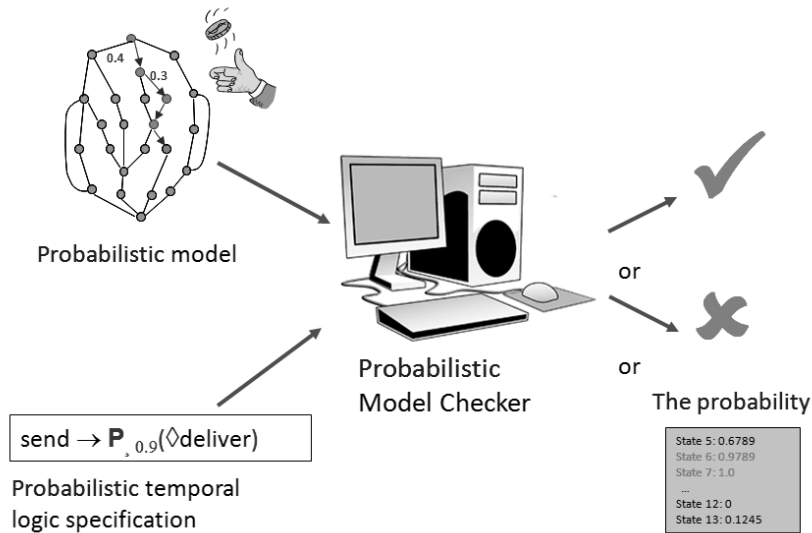 0.4
0.3
Probabilistic model
send → P¸ 0.9(◊deliver)
Probabilistic temporal
logic specification
Probabilistic
Model Checker
or
or
The probability
State 5: 0.6789
State 6: 0.9789
State 7: 1.0
...
State 12: 0
State 13: 0.1245